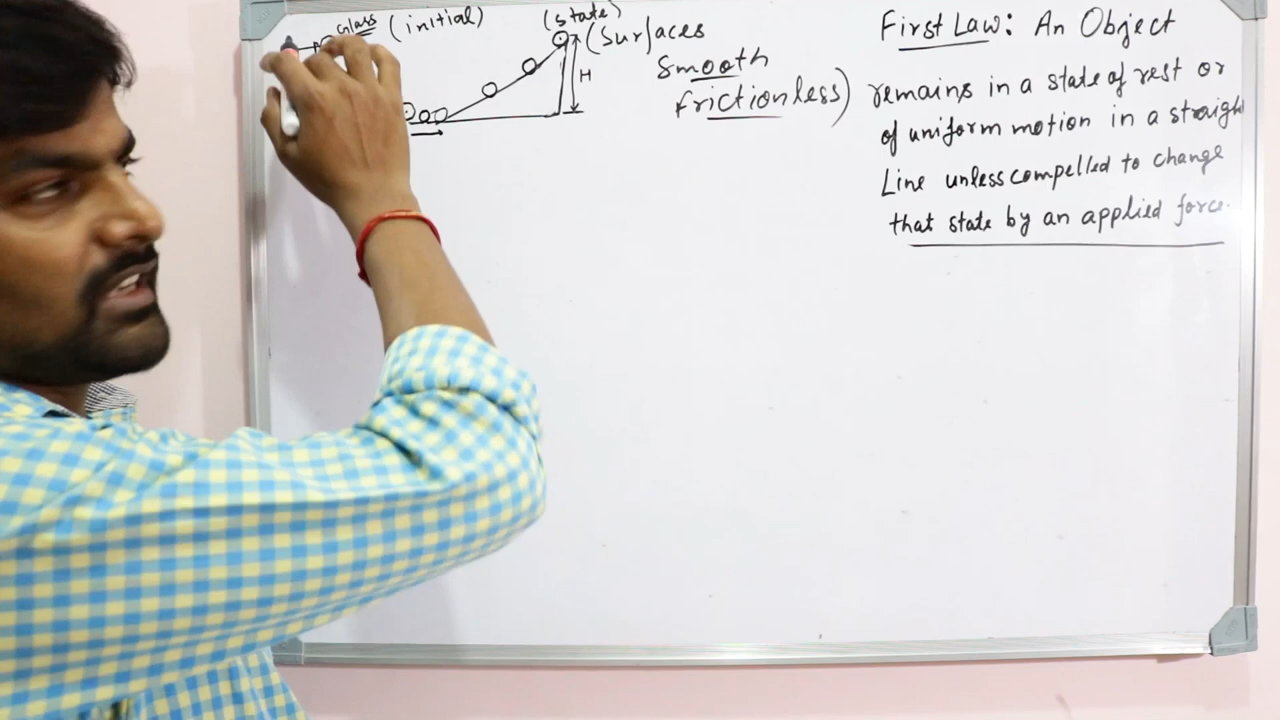 Glass (initial)
(state)
H
(Surfaces
Smooth
frictionless)
First Law: An Object
remains in a state of rest or
of uniform motion in a straight
Line unless compelled to change
that state by an applied force.